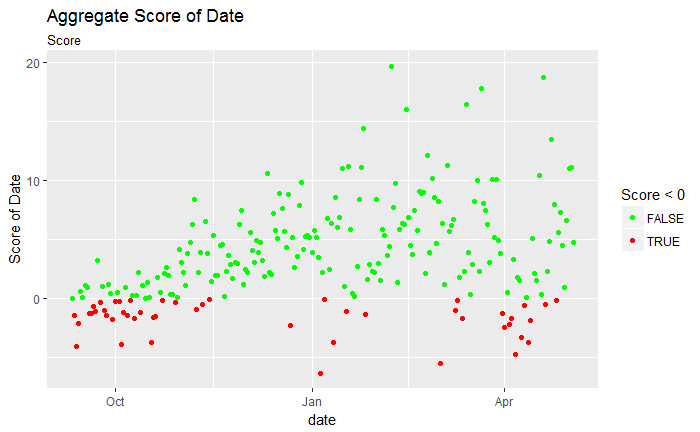 Aggregate Score of Date
Score
20
10
0
Score of Date
Oct
Jan
Apr
date
Score < 0
FALSE
TRUE